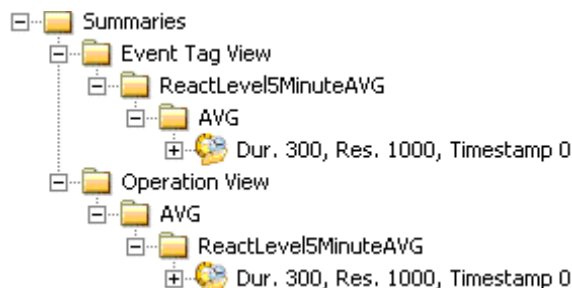 Summaries
Event Tag View
ReactLevel5MinuteAVG
AVG
Dur. 300, Res. 1000, Timestamp 0
Operation View
AVG
ReactLevel5MinuteAVG
Dur. 300, Res. 1000, Timestamp 0